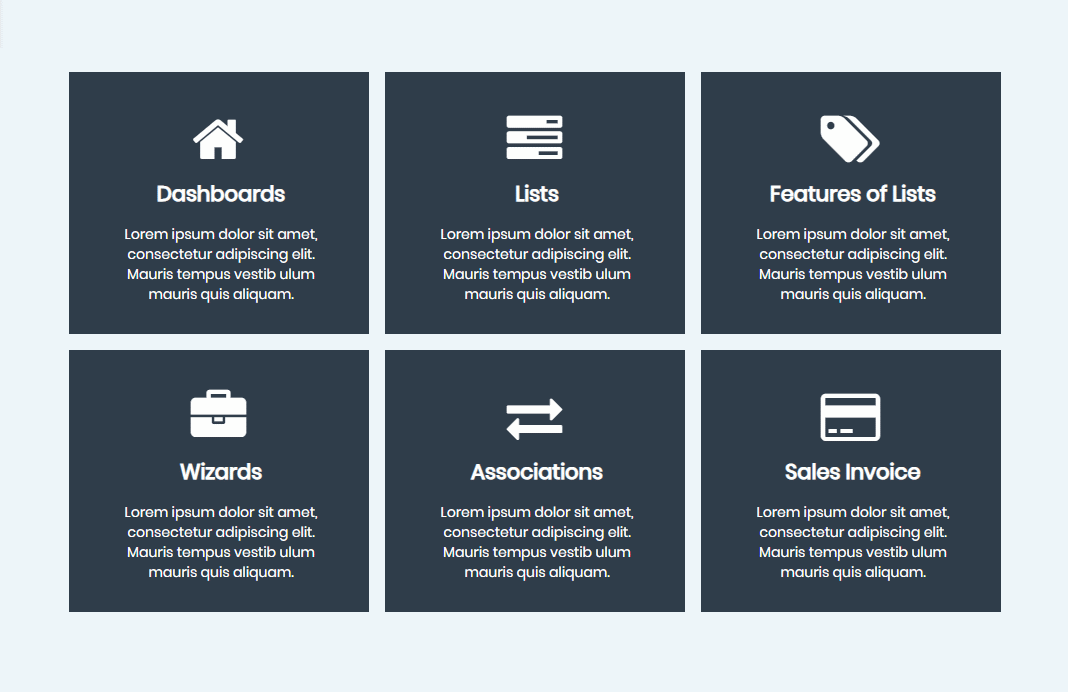 Dashboards
Lorem ipsum dolor sit amet,
consectetur adipiscing elit.
Mauris tempus vestib ulum
mauris quis aliquam.
Lists
Lorem ipsum dolor sit amet,
consectetur adipiscing elit.
Mauris tempus vestib ulum
mauris quis aliquam.
Features of Lists
Lorem ipsum dolor sit amet,
consectetur adipiscing elit.
Mauris tempus vestib ulum
mauris quis aliquam.
Wizards
Lorem ipsum dolor sit amet,
consectetur adipiscing elit.
Mauris tempus vestib ulum
mauris quis aliquam.
Associations
Lorem ipsum dolor sit amet,
consectetur adipiscing elit.
Mauris tempus vestib ulum
mauris quis aliquam.
Sales Invoice
Lorem ipsum dolor sit amet,
consectetur adipiscing elit.
Mauris tempus vestib ulum
mauris quis aliquam.